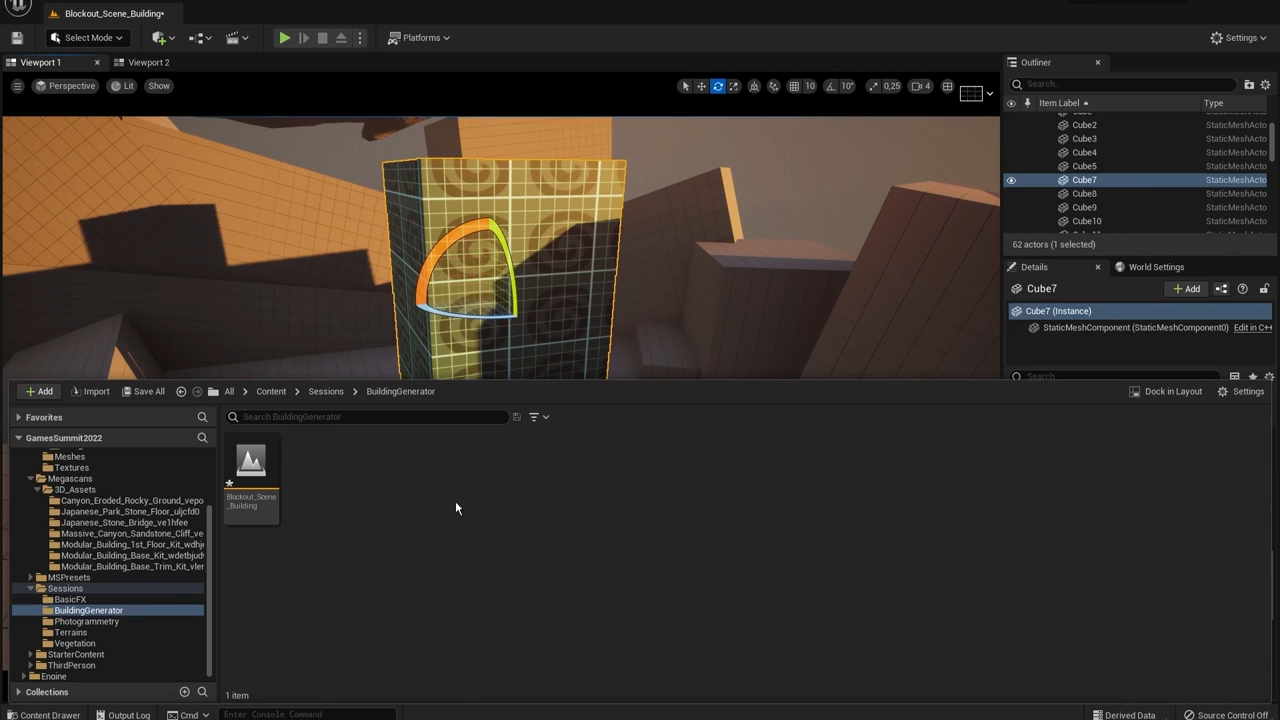 Blockout_Scene_Building•
Select Mode
Platforms
Settings
Viewport 1
Viewport 2
Perspective
Lit
Show
10
10°
0,25
4
Outliner
Search...
Item Label
Type
Cube2 StaticMeshActo
Cube3 StaticMeshActo
Cube4 StaticMeshActo
Cube5 StaticMeshActo
Cube7 StaticMeshActo
Cube8 StaticMeshActo
Cube9 StaticMeshActo
Cube10 StaticMeshActo
62 actors (1 selected)
Details
World Settings
Cube7
+ Add
Cube7 (Instance)
StaticMeshComponent (StaticMeshComponent0)
Edit in C++
Search
+ Add
Import
Save All
All
Content
Sessions
BuildingGenerator
Dock in Layout
Settings
Favorites
Search BuildingGenerator
GamesSummit2022
Meshes
Textures
Megascans
3D_Assets
Canyon_Eroded_Rocky_Ground_vepo
Japanese_Park_Stone_Floor_uljcfd0
Japanese_Stone_Bridge_ve1hfee
Massive_Canyon_Sandstone_Cliff_ve
Modular_Building_1st_Floor_Kit_wdhj
Modular_Building_Base_Kit_wdetbjud
Modular_Building_Base_Trim_Kit_vler
MSPresets
Sessions
BasicFX
BuildingGenerator
Photogrammetry
Terrains
Vegetation
StarterContent
ThirdPerson
Engine
Blockout_Scene
_Building
Collections
1 item
Content Drawer
Output Log
Cmd
Enter Console Command
Derived Data
Source Control Off